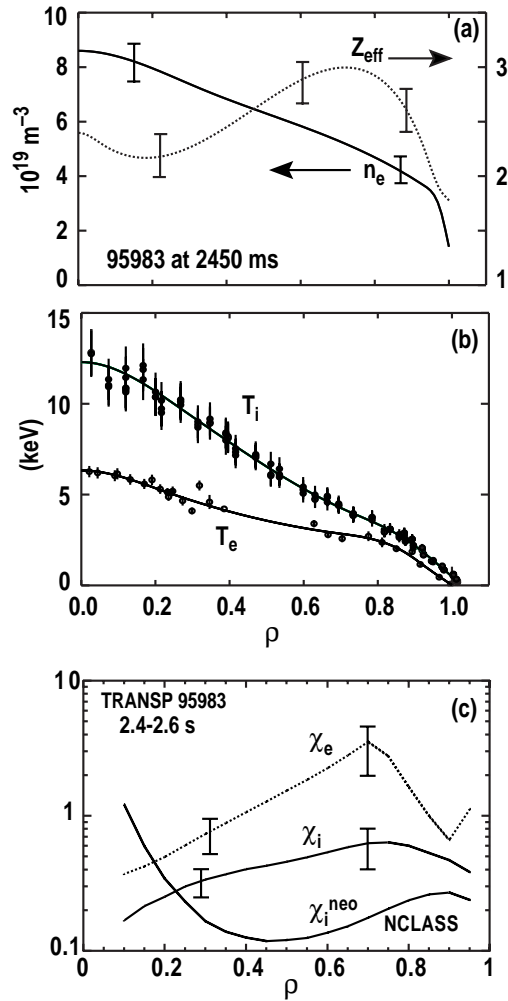 (a)
10
8
6
4
2
0
10¹⁹ m⁻³
Z_eff
n_e
95983 at 2450 ms
3
2
1
(b)
15
10
5
0
(keV)
T_i
T_e
0.0 0.2 0.4 0.6 0.8 1.0
ρ
(c)
TRANSP 95983
2.4-2.6 s
10
1
0.1
χ_e
χ_i
χ_i^neo
NCLASS
0 0.2 0.4 0.6 0.8 1
ρ